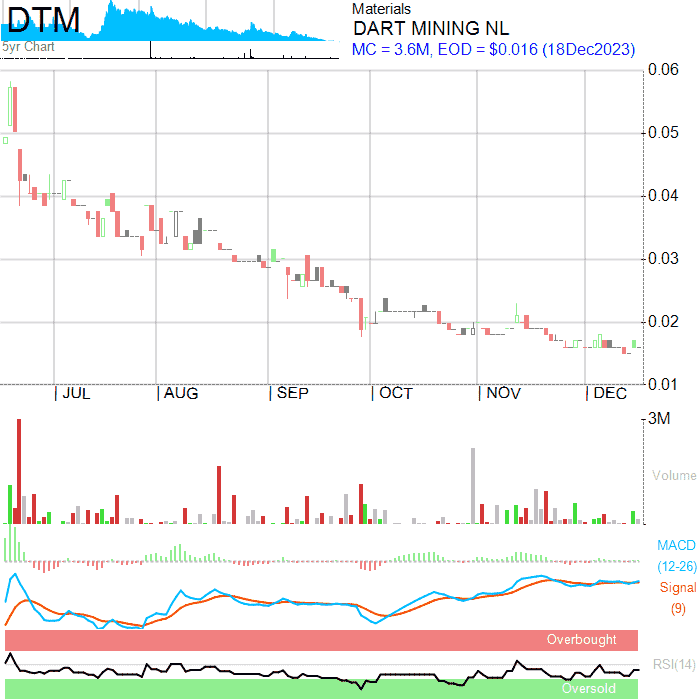 DTM
5yr Chart
Materials
DART MINING NL
MC = 3.6M, EOD = $0.016 (18Dec2023)
0.06
0.05
0.04
0.03
0.02
0.01
JUL AUG SEP OCT NOV DEC
3M
Volume
MACD
(12-26)
Signal
(9)
Overbought
RSI(14)
Oversold